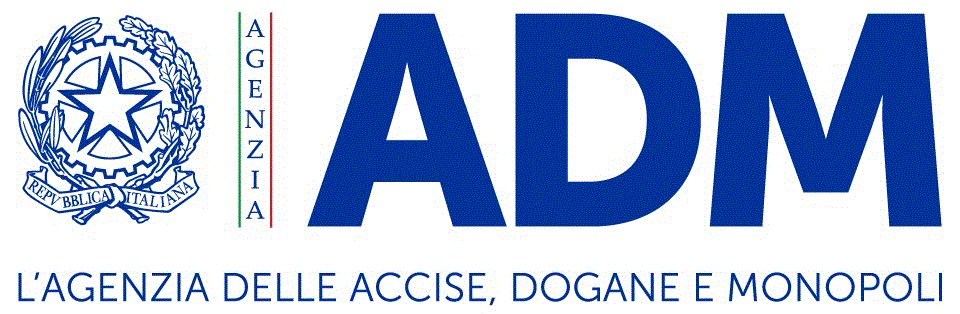 REPVBBLICA ITALIANA
AGENZIA
ADM
L'AGENZIA DELLE ACCISE, DOGANE E MONOPOLI